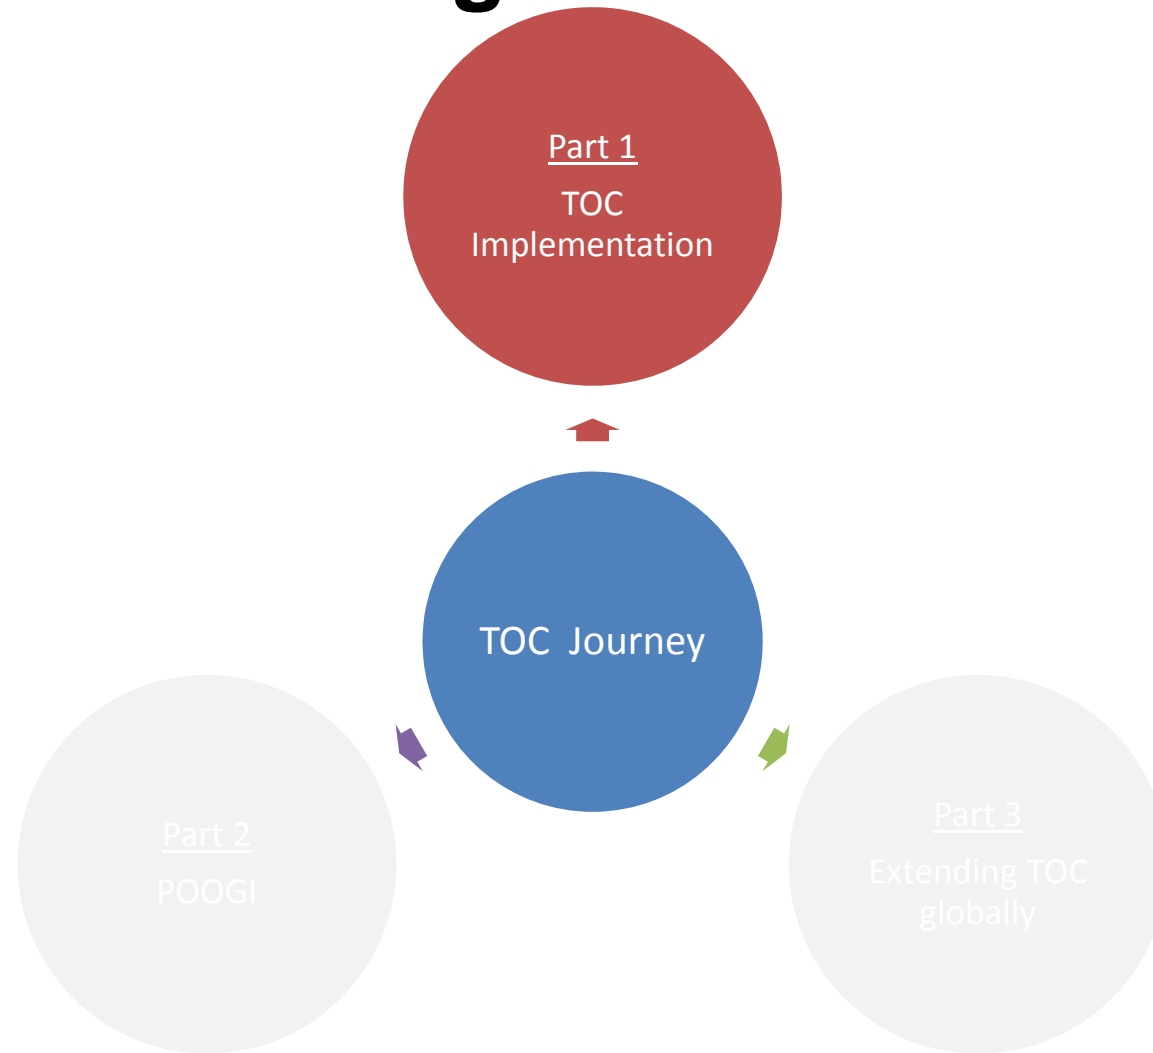 Part 1
TOC
Implementation
TOC  Journey
Part 2
POOGI
Part 3
Extending TOC
globally